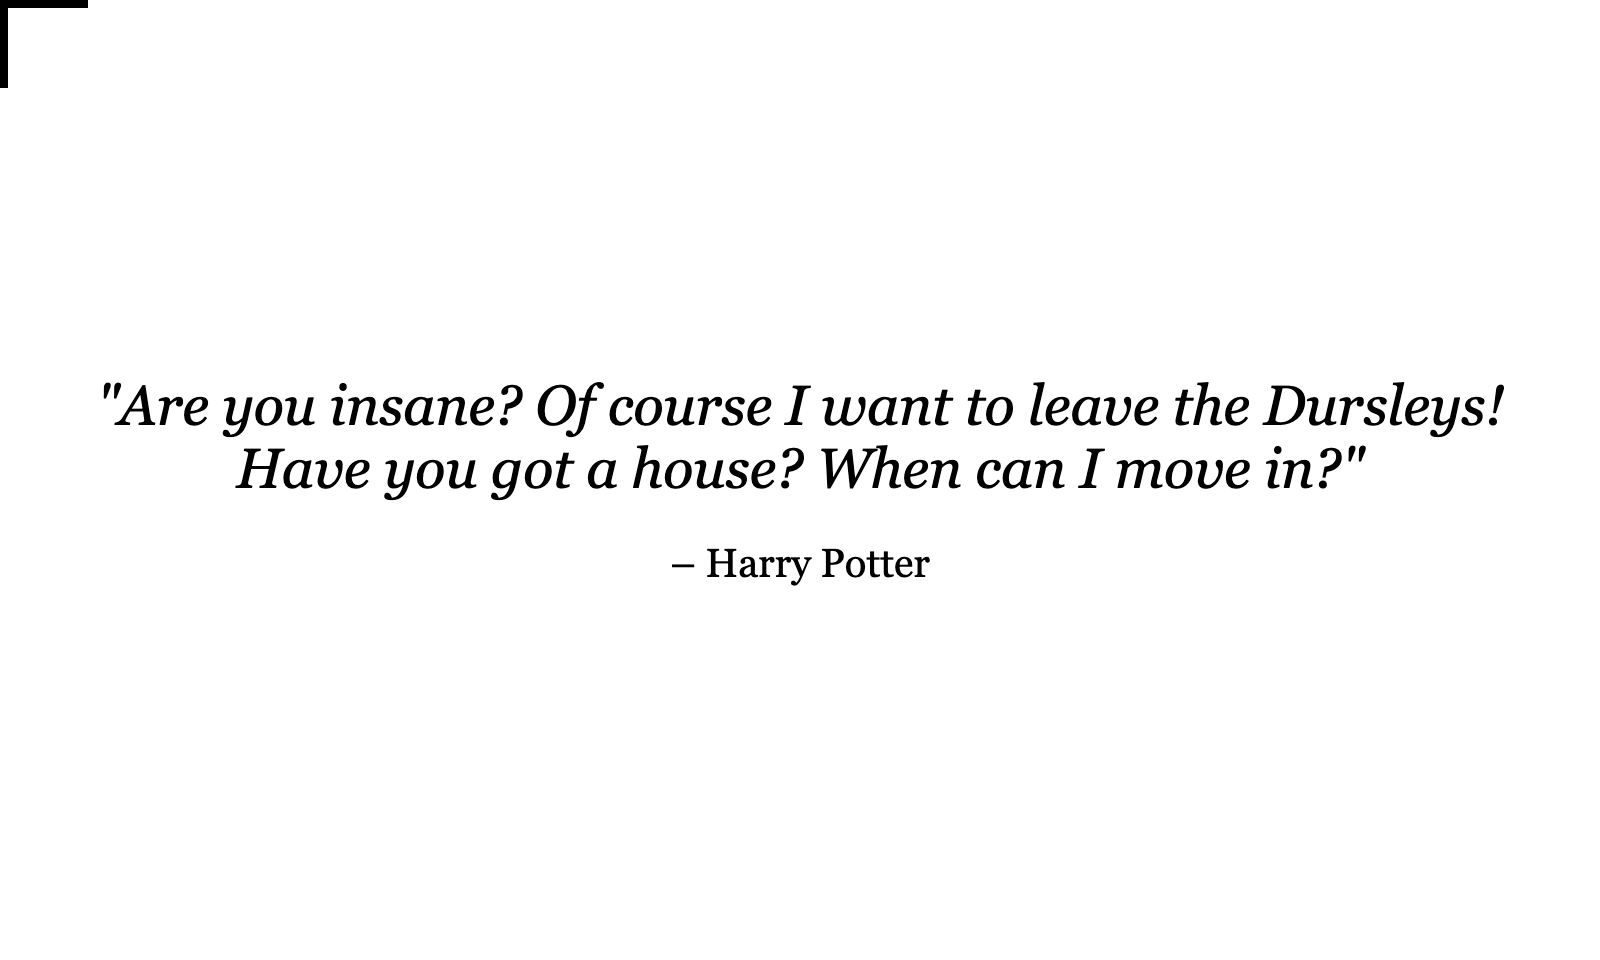 "Are you insane? Of course I want to leave the Dursleys!
Have you got a house? When can I move in?"
– Harry Potter